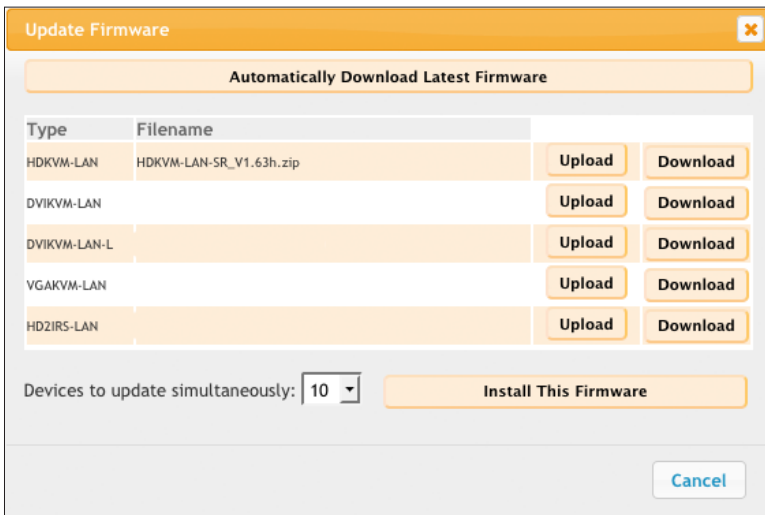 Update Firmware
Automatically Download Latest Firmware
Type Filename
HDKVM-LAN HDKVM-LAN-SR_V1.63h.zip Upload Download
DVIKVM-LAN Upload Download
DVIKVM-LAN-L Upload Download
VGAKVM-LAN Upload Download
HD2IRS-LAN Upload Download
Devices to update simultaneously: 10 Install This Firmware
Cancel